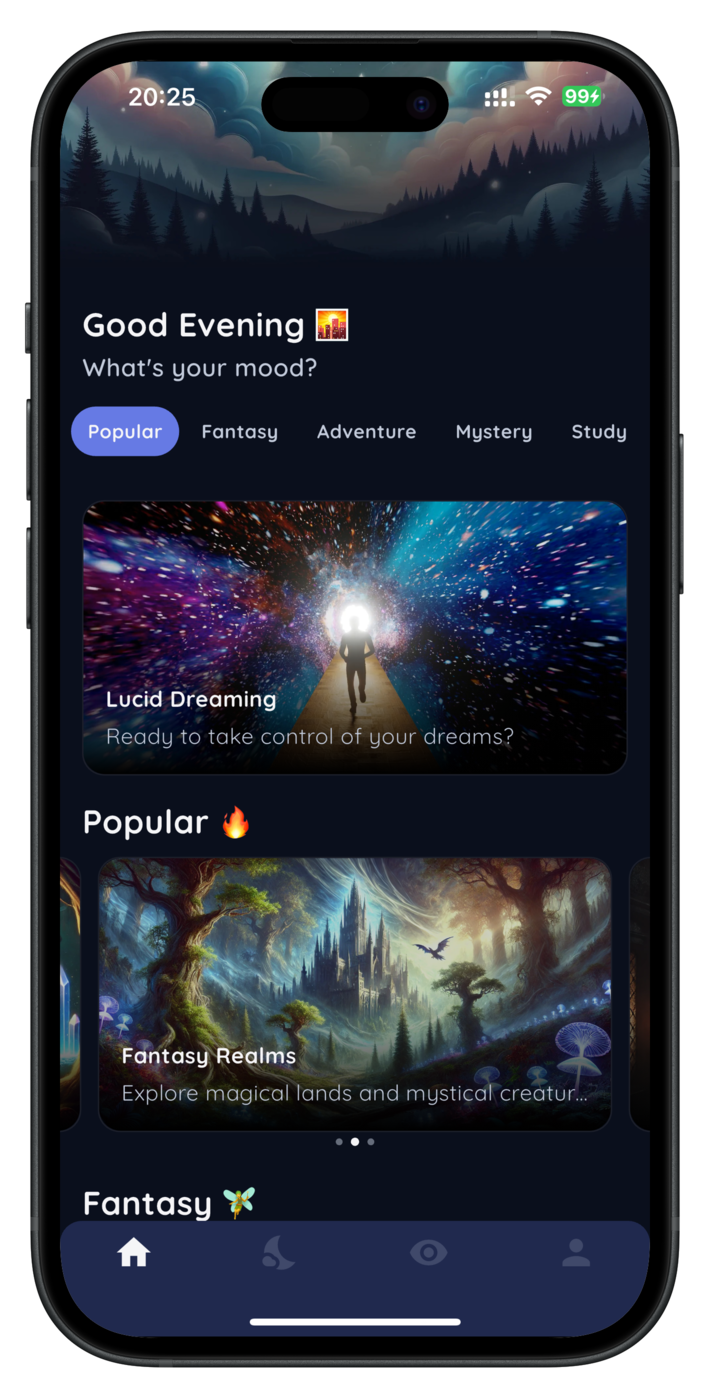 20:25
99
Good Evening 🌇
What's your mood?
Popular Fantasy Adventure Mystery Study
Lucid Dreaming
Ready to take control of your dreams?
Popular 🔥
Fantasy Realms
Explore magical lands and mystical creatur...
Fantasy 🧚